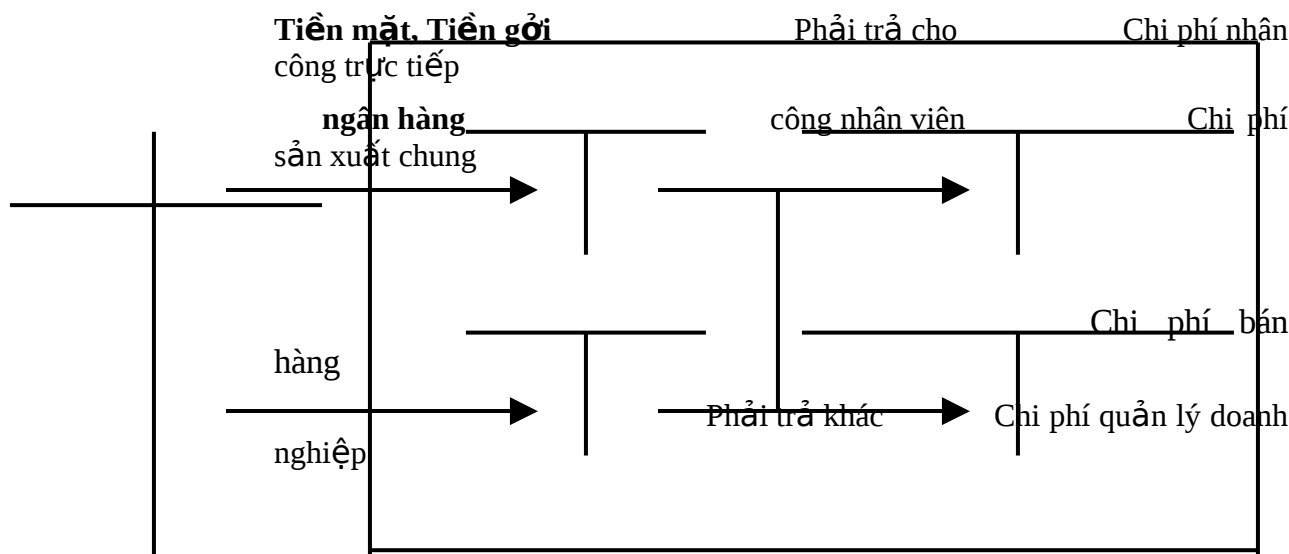 Tiền mặt, Tiền gởi Phải trả cho Chi phí nhân
công trực tiếp
ngân hàng công nhân viên Chi phí
sản xuất chung
Chi phí bán
hàng
Phải trả khác Chi phí quản lý doanh
nghiệp